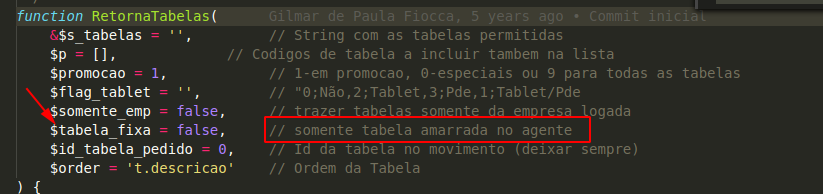 function RetornaTabelas( Gilmar de Paula Fiocca, 5 years ago • Commit inicial
&$s_tabelas = '', // String com as tabelas permitidas
$p = [], // Codigos de tabela a incluir tambem na lista
$promocao = 1, // 1-em promocao, 0-especiais ou 9 para todas as tabelas
$flag_tablet = '', // "0;Não,2;Tablet,3;Pde,1;Tablet/Pde
$somente_emp = false, // trazer tabelas somente da empresa logada
$tabela_fixa = false, // somente tabela amarrada no agente
$id_tabela_pedido = 0, // Id da tabela no movimento (deixar sempre)
$order = 't.descricao' // Ordem da Tabela
) {